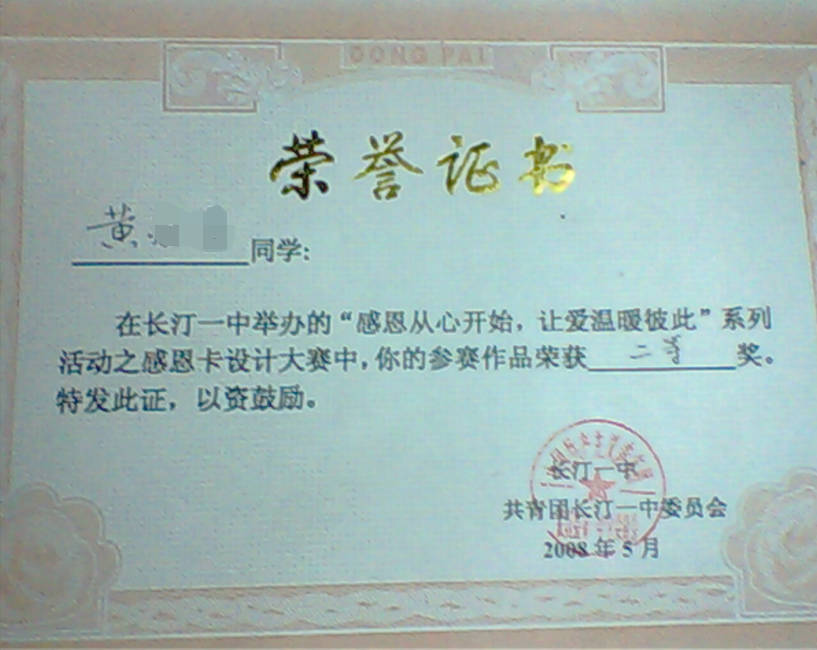 DONG PAI
荣誉证书
黄 同学:
在长汀一中举办的“感恩从心开始，让爱温暖彼此”系列
活动之感恩卡设计大赛中,你的参赛作品荣获二等奖。
特发此证，以资鼓励。
长汀一中
共青团长汀一中委员会
2008年5月